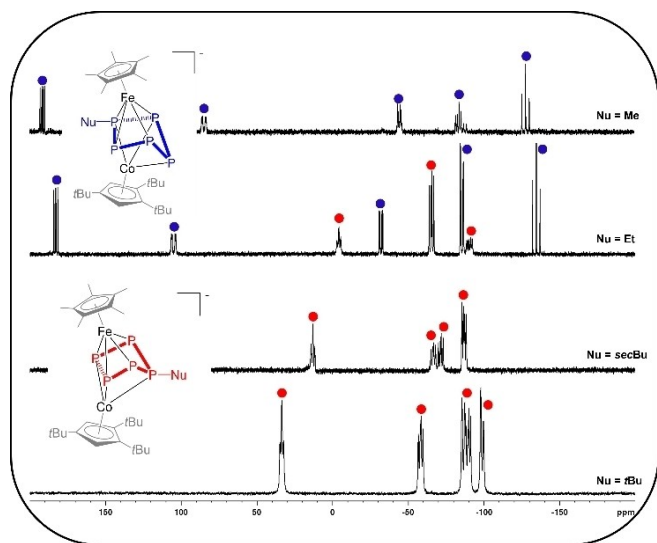 -
Fe
Nu = Me
Nu-P P
P P P
Co
tBu
tBu tBu
Nu = Et
-
Fe
P P
P P P-Nu
Nu = secBu
Co
tBu
tBu tBu
Nu = tBu
150 100 50 0 -50 -100 -150 ppm